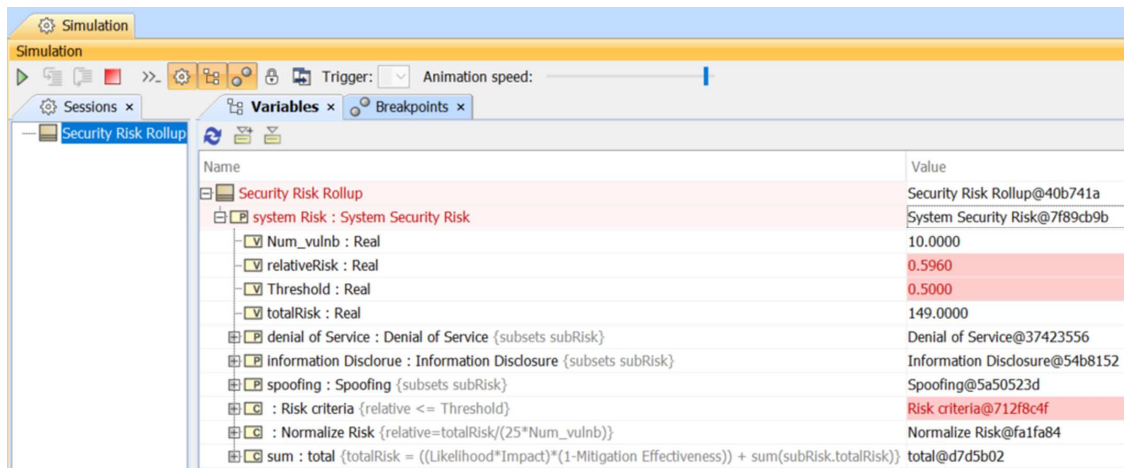 Simulation
Simulation
Trigger: Animation speed:
Sessions × Variables × Breakpoints ×
Security Risk Rollup
Name Value
Security Risk Rollup Security Risk Rollup@40b741a
P system Risk : System Security Risk System Security Risk@7f89cb9b
V Num_vulnb : Real 10.0000
V relativeRisk : Real 0.5960
V Threshold : Real 0.5000
V totalRisk : Real 149.0000
P denial of Service : Denial of Service {subsets subRisk} Denial of Service@37423556
P information Disclorue : Information Disclosure {subsets subRisk} Information Disclosure@54b8152
P spoofing : Spoofing {subsets subRisk} Spoofing@5a50523d
C : Risk criteria {relative <= Threshold} Risk criteria@712f8c4f
C : Normalize Risk {relative=totalRisk/(25*Num_vulnb)} Normalize Risk@fa1fa84
C sum : total {totalRisk = ((Likelihood*Impact)*(1-Mitigation Effectiveness)) + sum(subRisk.totalRisk)} total@d7d5b02